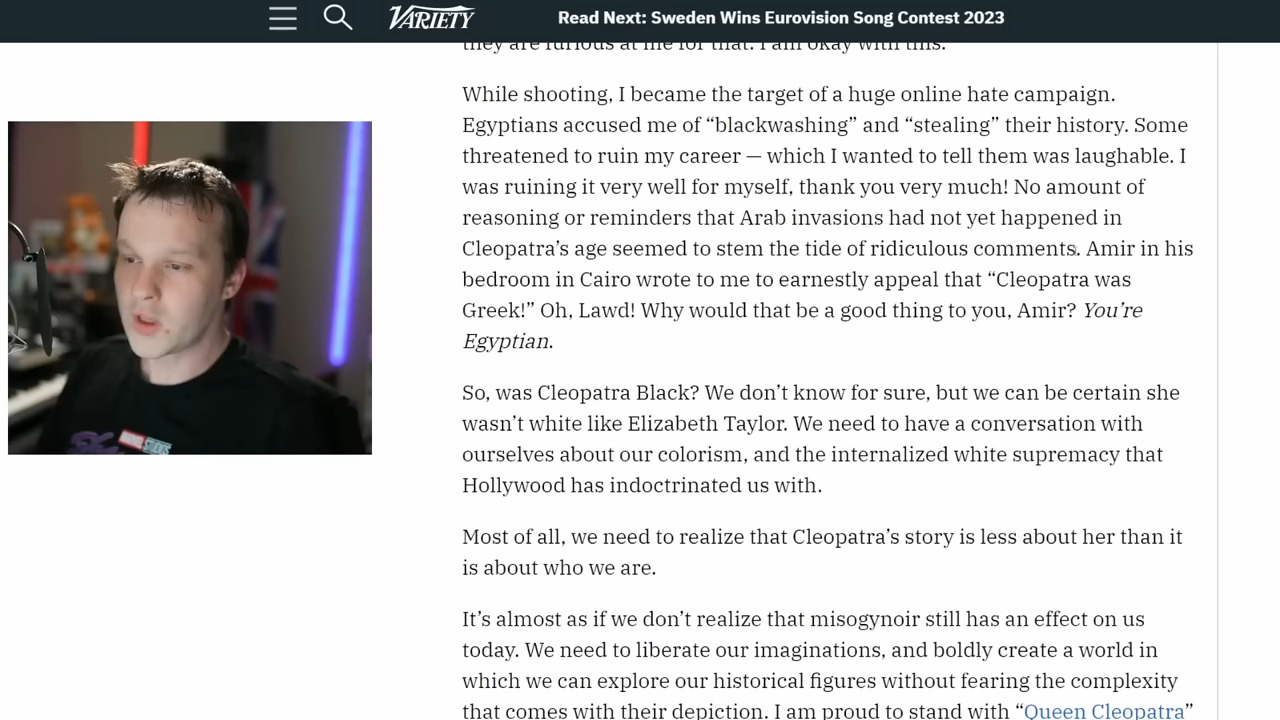 VARIETY
Read Next: Sweden Wins Eurovision Song Contest 2023
they are furious at me for that. I am okay with this.
While shooting, I became the target of a huge online hate campaign.
Egyptians accused me of “blackwashing” and “stealing” their history. Some
threatened to ruin my career — which I wanted to tell them was laughable. I
was ruining it very well for myself, thank you very much! No amount of
reasoning or reminders that Arab invasions had not yet happened in
Cleopatra’s age seemed to stem the tide of ridiculous comments. Amir in his
bedroom in Cairo wrote to me to earnestly appeal that “Cleopatra was
Greek!” Oh, Lawd! Why would that be a good thing to you, Amir? You’re
Egyptian.
So, was Cleopatra Black? We don’t know for sure, but we can be certain she
wasn’t white like Elizabeth Taylor. We need to have a conversation with
ourselves about our colorism, and the internalized white supremacy that
Hollywood has indoctrinated us with.
Most of all, we need to realize that Cleopatra’s story is less about her than it
is about who we are.
It’s almost as if we don’t realize that misogynoir still has an effect on us
today. We need to liberate our imaginations, and boldly create a world in
which we can explore our historical figures without fearing the complexity
that comes with their depiction. I am proud to stand with “Queen Cleopatra”